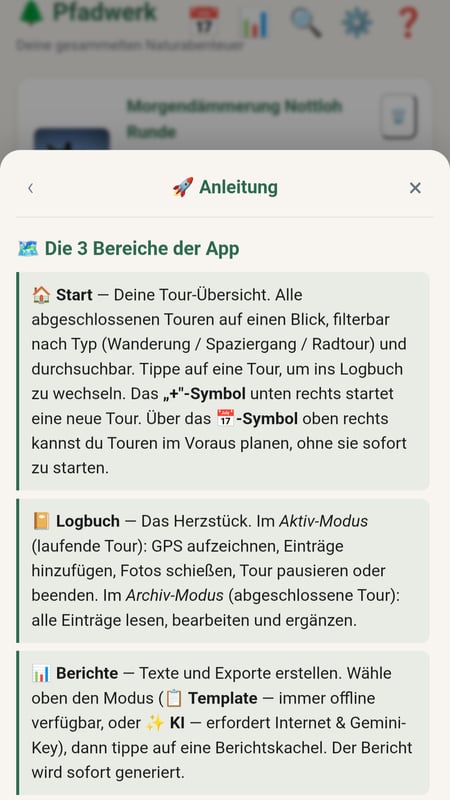 🌲 Pfadwerk 📅 📊 🔍 ⚙️ ❓
Deine gesammelten Naturabenteuer
Morgendämmerung Nottloh
Runde
‹ 🚀 Anleitung ×
🗺️ Die 3 Bereiche der App
🏠 Start — Deine Tour-Übersicht. Alle
abgeschlossenen Touren auf einen Blick, filterbar
nach Typ (Wanderung / Spaziergang / Radtour) und
durchsuchbar. Tippe auf eine Tour, um ins Logbuch
zu wechseln. Das „+"-Symbol unten rechts startet
eine neue Tour. Über das 📅-Symbol oben rechts
kannst du Touren im Voraus planen, ohne sie sofort
zu starten.
📔 Logbuch — Das Herzstück. Im Aktiv-Modus
(laufende Tour): GPS aufzeichnen, Einträge
hinzufügen, Fotos schießen, Tour pausieren oder
beenden. Im Archiv-Modus (abgeschlossene Tour):
alle Einträge lesen, bearbeiten und ergänzen.
📊 Berichte — Texte und Exporte erstellen. Wähle
oben den Modus (📋 Template — immer offline
verfügbar, oder ✨ KI — erfordert Internet & Gemini-
Key), dann tippe auf eine Berichtskachel. Der Bericht
wird sofort generiert.